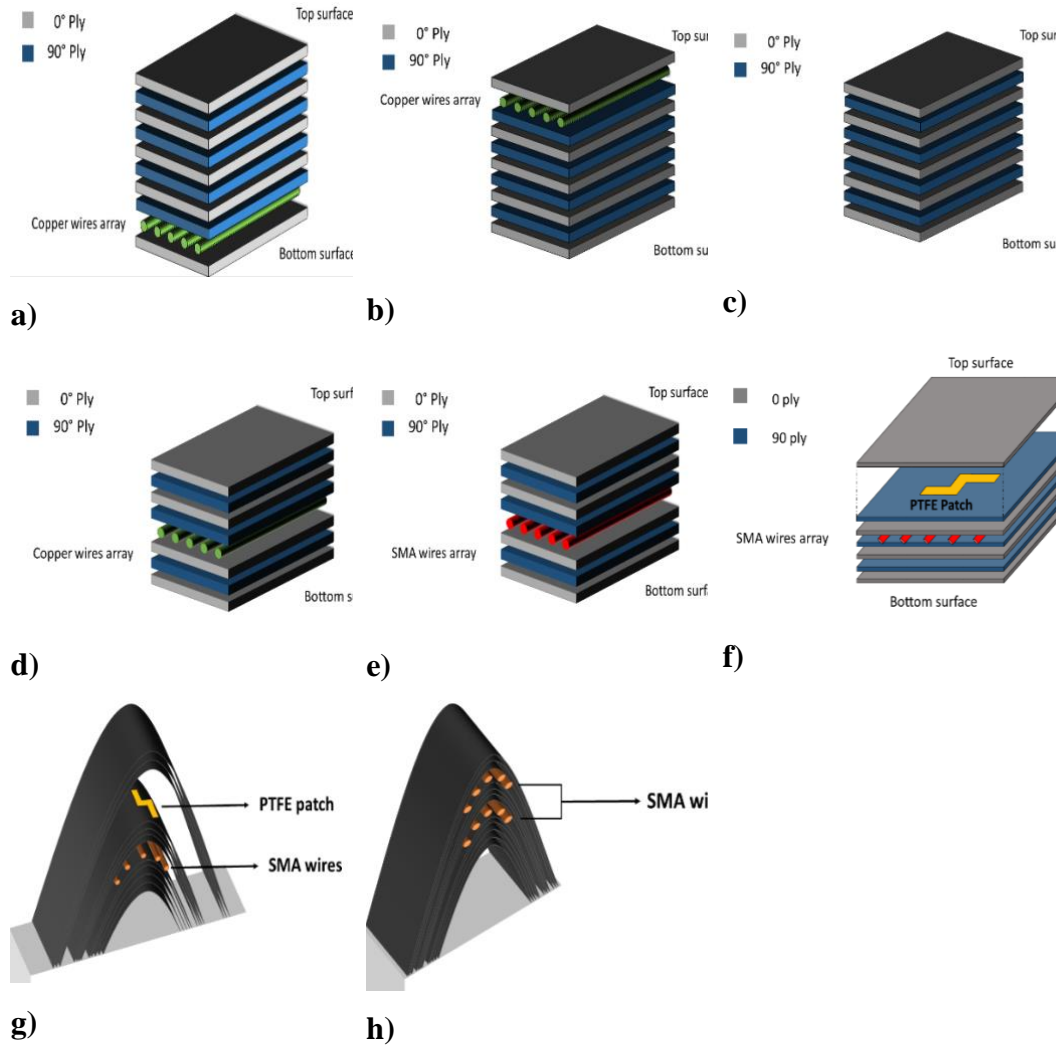 0° Ply
Top surface
90° Ply
Copper wires array
Bottom surface
a)
0° Ply
Top sur
90° Ply
Copper wires array
Bottom su
b)
0° Ply
Top su
90° Ply
Bottom su
c)
0° Ply
Top surf
90° Ply
Copper wires array
Bottom s
d)
0° Ply
Top surf
90° Ply
SMA wires array
Bottom surf
e)
Top surface
0 ply
90 ply
PTFE Patch
SMA wires array
Bottom surface
f)
PTFE patch
SMA wires
g)
SMA wi
h)